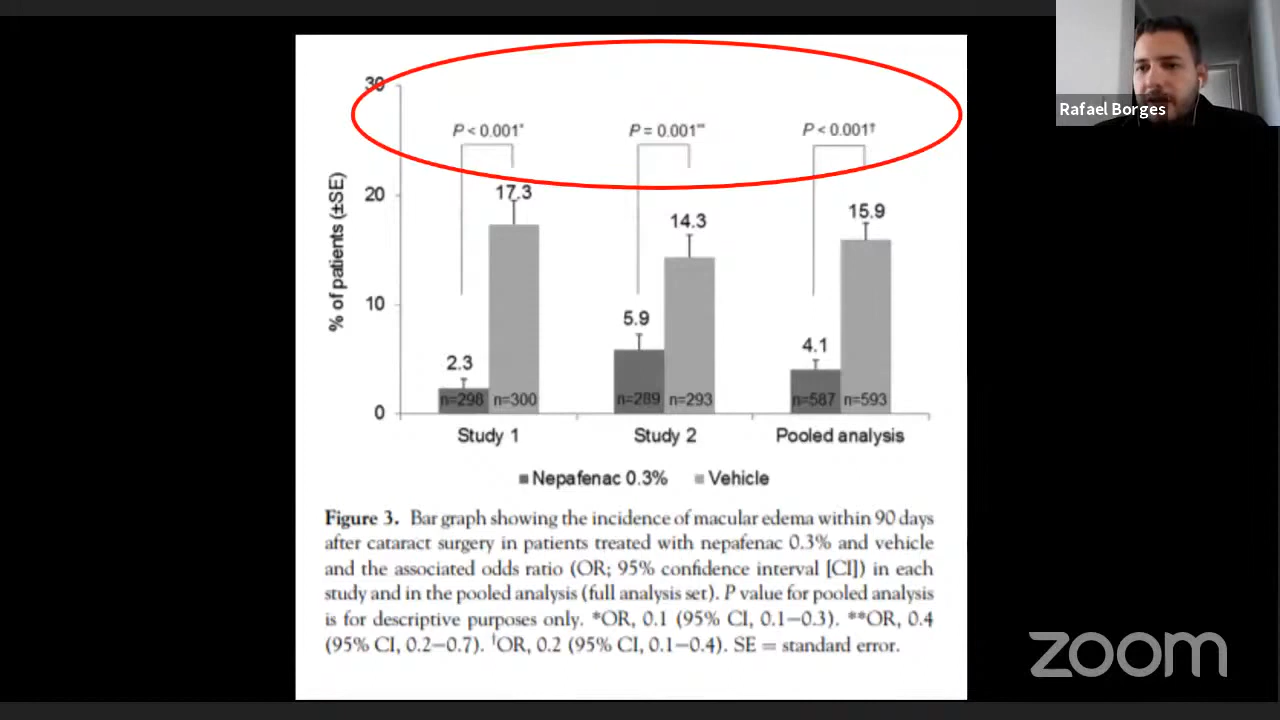 Rafael Borges
30
P < 0.001*
P = 0.001**
P < 0.001†
% of patients (±SE)
20
17.3
14.3
15.9
10
2.3
5.9
4.1
n=298 n=300
n=289 n=293
n=587 n=593
0
Study 1
Study 2
Pooled analysis
Nepafenac 0.3% Vehicle
Figure 3. Bar graph showing the incidence of macular edema within 90 days
after cataract surgery in patients treated with nepafenac 0.3% and vehicle
and the associated odds ratio (OR; 95% confidence interval [CI]) in each
study and in the pooled analysis (full analysis set). P value for pooled analysis
is for descriptive purposes only. *OR, 0.1 (95% CI, 0.1–0.3). **OR, 0.4
(95% CI, 0.2–0.7). †OR, 0.2 (95% CI, 0.1–0.4). SE = standard error.
zoom